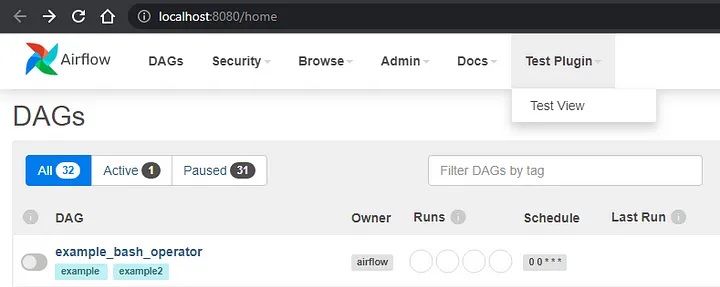 localhost:8080/home
Airflow DAGs Security Browse Admin Docs Test Plugin
Test View
DAGs
All 32 Active 1 Paused 31 Filter DAGs by tag
i DAG Owner Runs i Schedule Last Run i
example_bash_operator
airflow 0 0 * * *
example example2